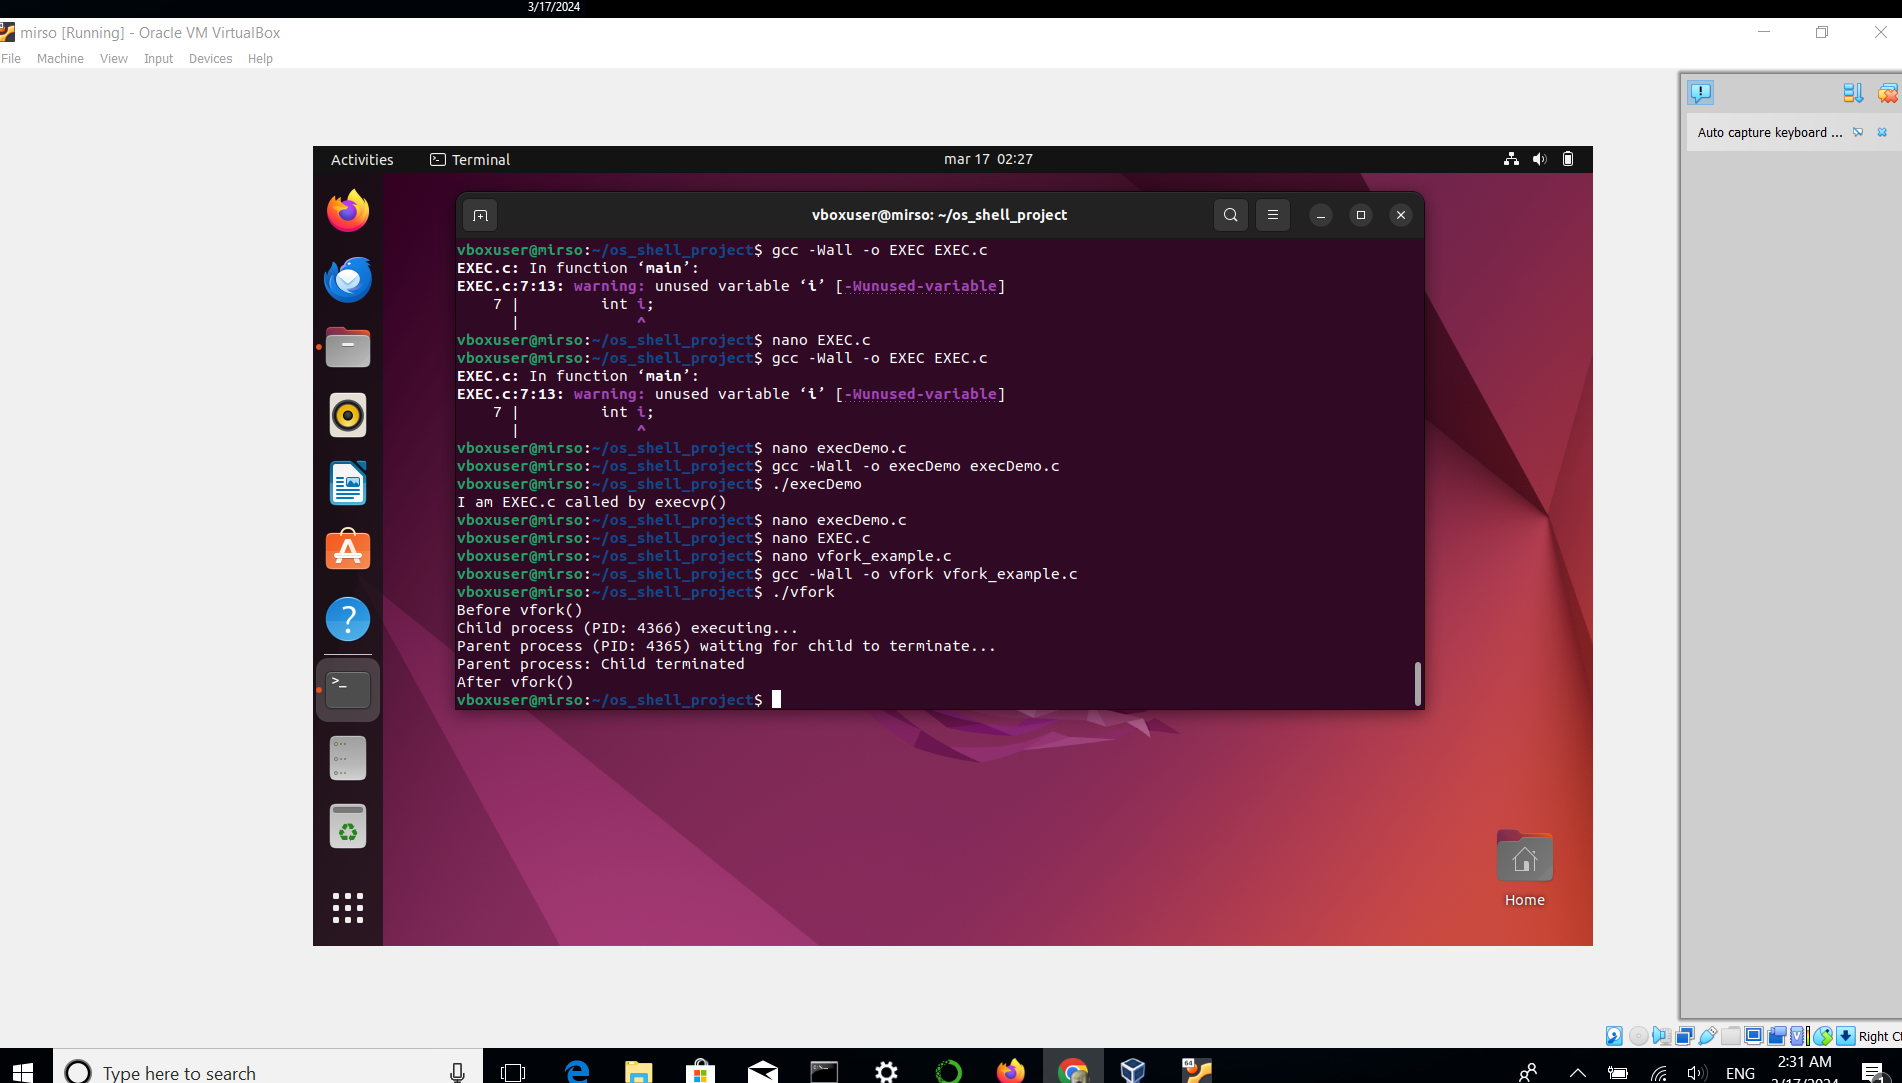 3/17/2024
mirso [Running] - Oracle VM VirtualBox
File Machine View Input Devices Help
Auto capture keyboard ...
Activities Terminal mar 17 02:27
vboxuser@mirso: ~/os_shell_project
vboxuser@mirso:~/os_shell_project$ gcc -Wall -o EXEC EXEC.c
EXEC.c: In function ‘main’:
EXEC.c:7:13: warning: unused variable ‘i’ [-Wunused-variable]
7 | int i;
| ^
vboxuser@mirso:~/os_shell_project$ nano EXEC.c
vboxuser@mirso:~/os_shell_project$ gcc -Wall -o EXEC EXEC.c
EXEC.c: In function ‘main’:
EXEC.c:7:13: warning: unused variable ‘i’ [-Wunused-variable]
7 | int i;
| ^
vboxuser@mirso:~/os_shell_project$ nano execDemo.c
vboxuser@mirso:~/os_shell_project$ gcc -Wall -o execDemo execDemo.c
vboxuser@mirso:~/os_shell_project$ ./execDemo
I am EXEC.c called by execvp()
vboxuser@mirso:~/os_shell_project$ nano execDemo.c
vboxuser@mirso:~/os_shell_project$ nano EXEC.c
vboxuser@mirso:~/os_shell_project$ nano vfork_example.c
vboxuser@mirso:~/os_shell_project$ gcc -Wall -o vfork vfork_example.c
vboxuser@mirso:~/os_shell_project$ ./vfork
Before vfork()
Child process (PID: 4366) executing...
Parent process (PID: 4365) waiting for child to terminate...
Parent process: Child terminated
After vfork()
vboxuser@mirso:~/os_shell_project$
Home
Right Ct
Type here to search
ENG
2:31 AM